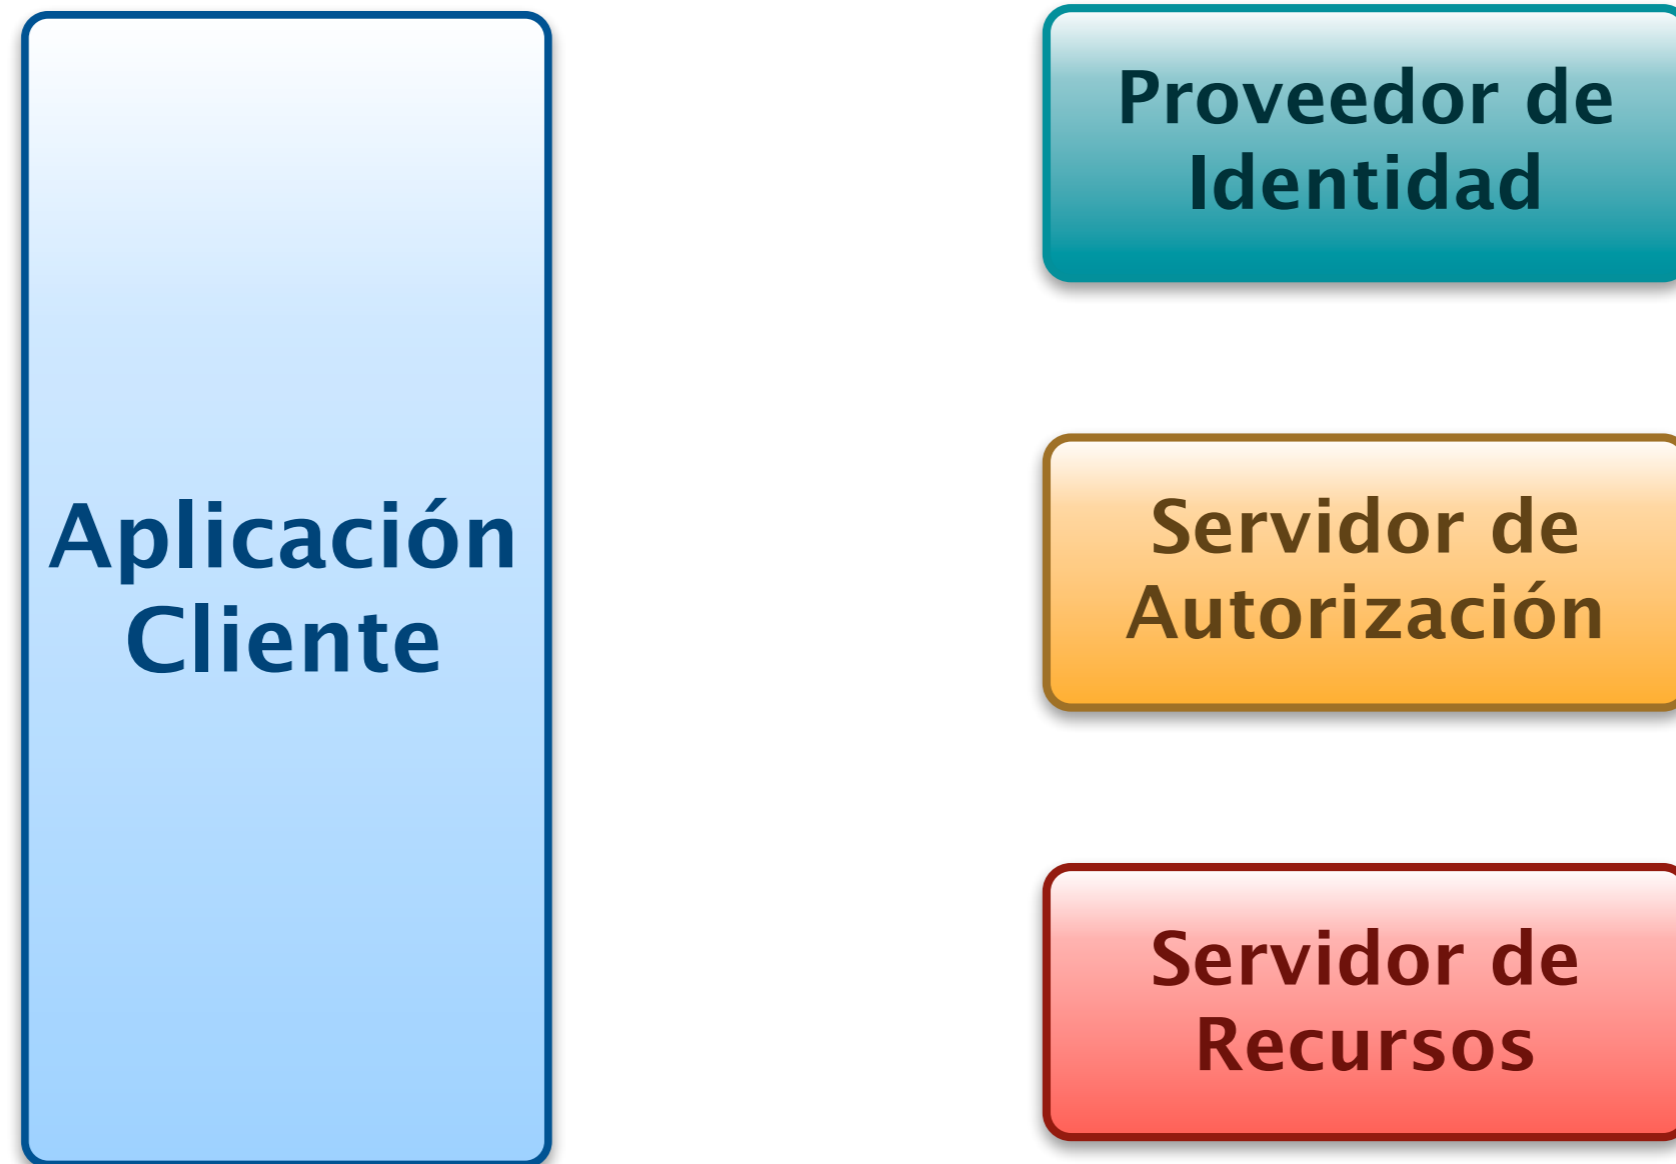 Aplicación
Cliente
Proveedor de
Identidad
Servidor de
Autorización
Servidor de
Recursos